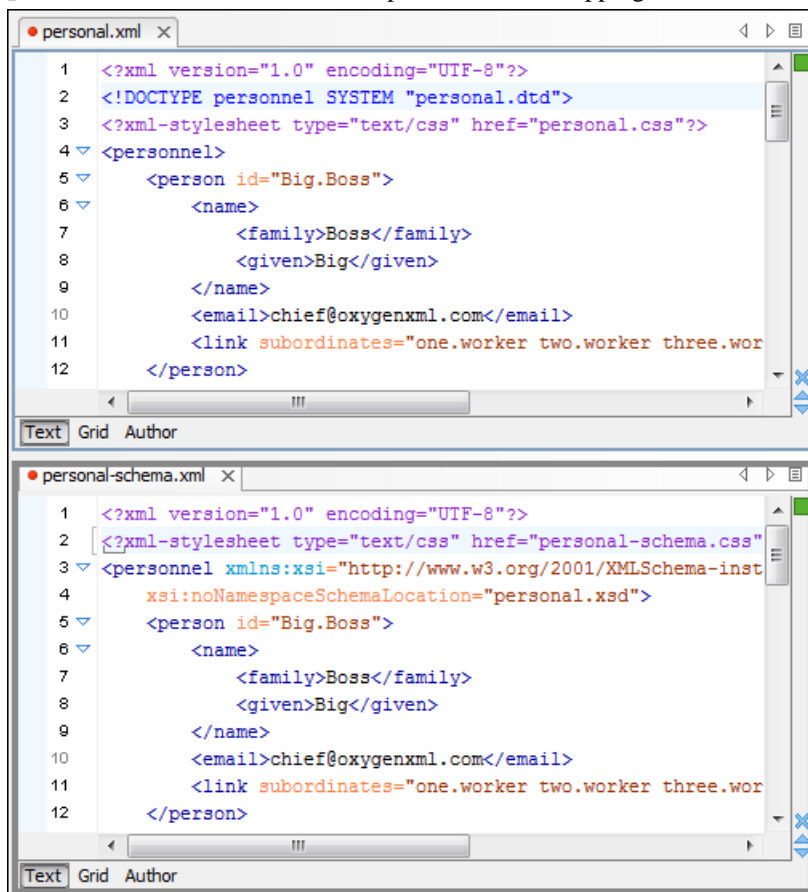 personal.xml
1 <?xml version="1.0" encoding="UTF-8"?>
2 <!DOCTYPE personnel SYSTEM "personal.dtd">
3 <?xml-stylesheet type="text/css" href="personal.css"?>
4 <personnel>
5 <person id="Big.Boss">
6 <name>
7 <family>Boss</family>
8 <given>Big</given>
9 </name>
10 <email>chief@oxygenxml.com</email>
11 <link subordinates="one.worker two.worker three.wor
12 </person>
Text Grid Author
personal-schema.xml
1 <?xml version="1.0" encoding="UTF-8"?>
2 <?xml-stylesheet type="text/css" href="personal-schema.css"
3 <personnel xmlns:xsi="http://www.w3.org/2001/XMLSchema-inst
4 xsi:noNamespaceSchemaLocation="personal.xsd">
5 <person id="Big.Boss">
6 <name>
7 <family>Boss</family>
8 <given>Big</given>
9 </name>
10 <email>chief@oxygenxml.com</email>
11 <link subordinates="one.worker two.worker three.wor
12 </person>
Text Grid Author